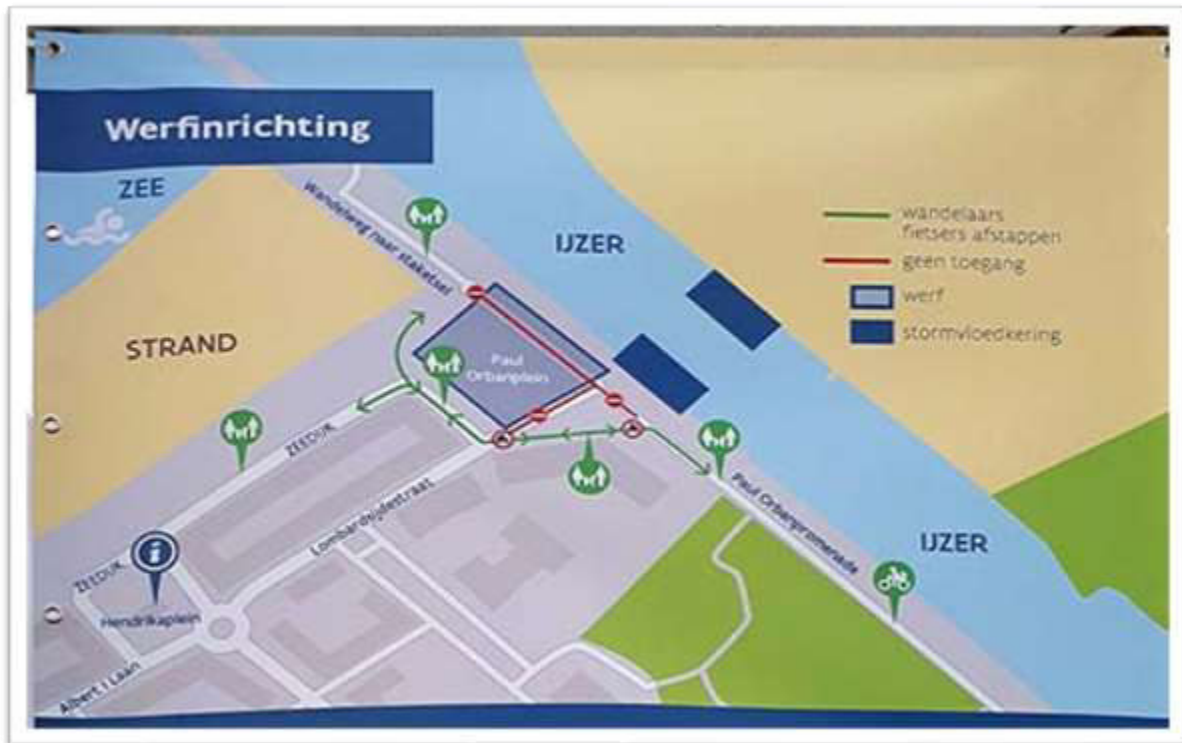 Werfinrichting
ZEE
Wandelweg naar staketsel
IJZER
wandelaars
fietsers afstappen
geen toegang
werf
stormvloedkering
STRAND
Paul
Orbanplein
ZEEDIJK
Lombardsijdestraat
Paul Orbanpromenade
IJZER
ZEEDIJK
i
Hendrikaplein
Albert I Laan